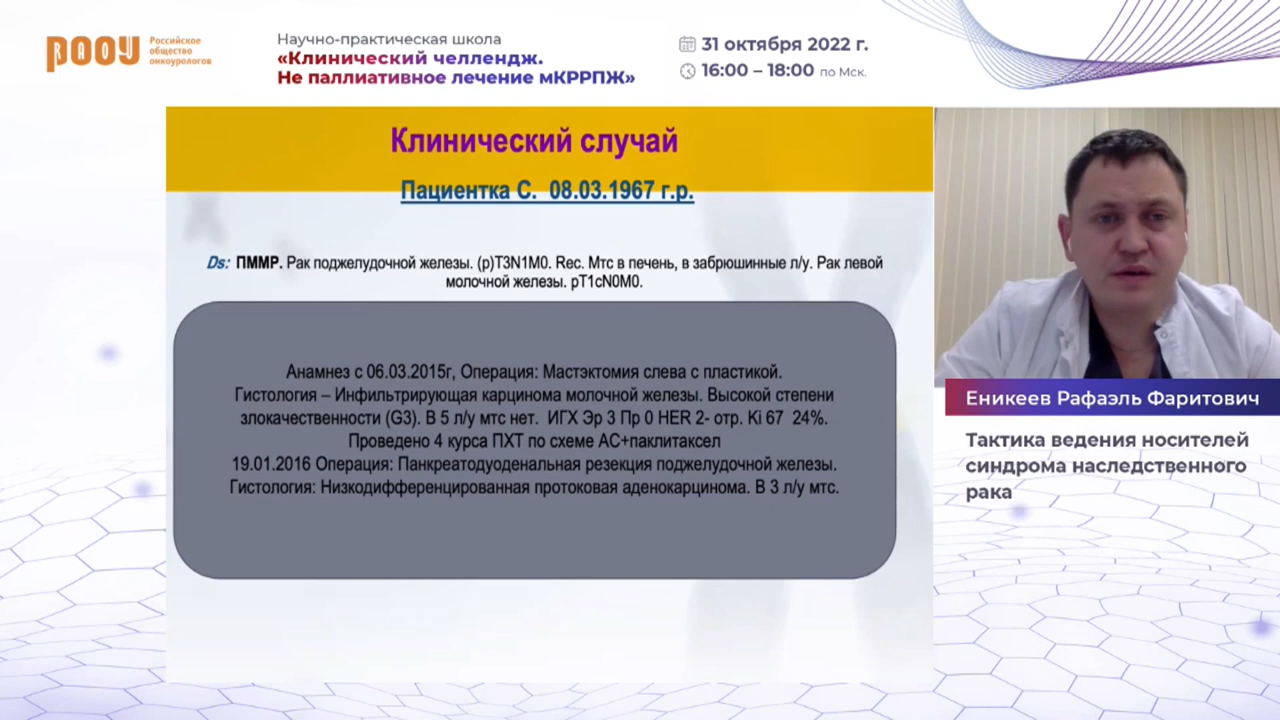 РАОУ
Российское
общество
онкоурологов
Научно-практическая школа
«Клинический челлендж.
Не паллиативное лечение мКРРПЖ»
31 октября 2022 г.
16:00 – 18:00 по Мск.
Клинический случай
Пациентка С. 08.03.1967 г.р.
Ds: ПММР. Рак поджелудочной железы. (p)T3N1M0. Rec. Мтс в печень, в забрюшинные л/у. Рак левой
молочной железы. pT1cN0M0.
Анамнез с 06.03.2015г, Операция: Мастэктомия слева с пластикой.
Гистология – Инфильтрирующая карцинома молочной железы. Высокой степени
злокачественности (G3). В 5 л/у мтс нет. ИГХ Эр 3 Пр 0 HER 2- отр. Ki 67 24%.
Проведено 4 курса ПХТ по схеме АС+паклитаксел
19.01.2016 Операция: Панкреатодуоденальная резекция поджелудочной железы.
Гистология: Низкодифференцированная протоковая аденокарцинома. В 3 л/у мтс.
Еникеев Рафаэль Фаритович
Тактика ведения носителей
синдрома наследственного
рака